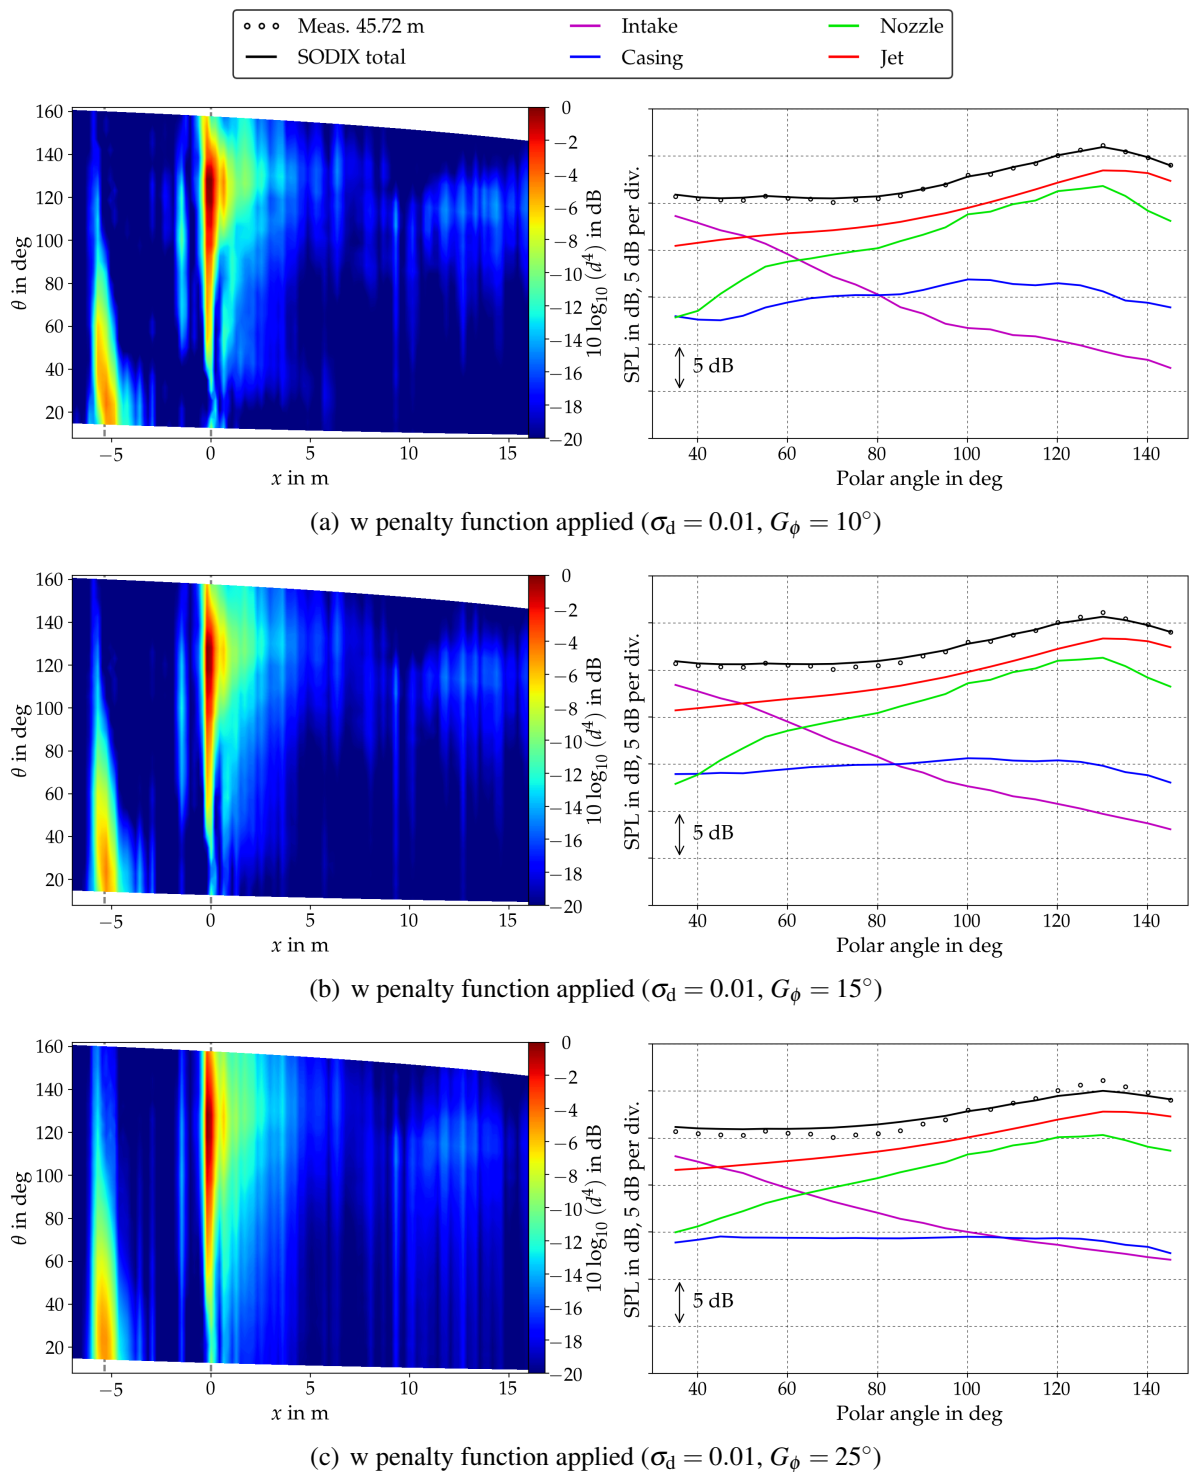 Meas. 45.72 m Intake Nozzle
SODIX total Casing Jet
160
140
120
100
80
60
40
20
θ in deg
−5 0 5 10 15
x in m
0
−2
−4
−6
−8
−10
−12
−14
−16
−18
−20
10 log₁₀ (d⁴) in dB
SPL in dB, 5 dB per div.
5 dB
40 60 80 100 120 140
Polar angle in deg
(a) w penalty function applied (σd = 0.01, Gϕ = 10°)
160
140
120
100
80
60
40
20
θ in deg
−5 0 5 10 15
x in m
0
−2
−4
−6
−8
−10
−12
−14
−16
−18
−20
10 log₁₀ (d⁴) in dB
SPL in dB, 5 dB per div.
5 dB
40 60 80 100 120 140
Polar angle in deg
(b) w penalty function applied (σd = 0.01, Gϕ = 15°)
160
140
120
100
80
60
40
20
θ in deg
−5 0 5 10 15
x in m
0
−2
−4
−6
−8
−10
−12
−14
−16
−18
−20
10 log₁₀ (d⁴) in dB
SPL in dB, 5 dB per div.
5 dB
40 60 80 100 120 140
Polar angle in deg
(c) w penalty function applied (σd = 0.01, Gϕ = 25°)